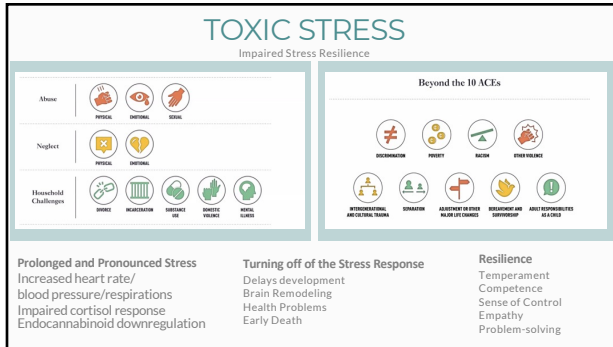 TOXIC STRESS
Impaired Stress Resilience
Abuse
PHYSICAL EMOTIONAL SEXUAL
Neglect
PHYSICAL EMOTIONAL
Household
Challenges
DIVORCE INCARCERATION SUBSTANCE USE DOMESTIC VIOLENCE MENTAL ILLNESS
Beyond the 10 ACEs
DISCRIMINATION POVERTY RACISM OTHER VIOLENCE
INTERGENERATIONAL AND CULTURAL TRAUMA SEPARATION ADJUSTMENT OR OTHER MAJOR LIFE CHANGES BEREAVEMENT AND SURVIVORSHIP ADULT RESPONSIBILITIES AS A CHILD
Prolonged and Pronounced Stress
Increased heart rate/
blood pressure/respirations
Impaired cortisol response
Endocannabinoid downregulation
Turning off of the Stress Response
Delays development
Brain Remodeling
Health Problems
Early Death
Resilience
Temperament
Competence
Sense of Control
Empathy
Problem-solving